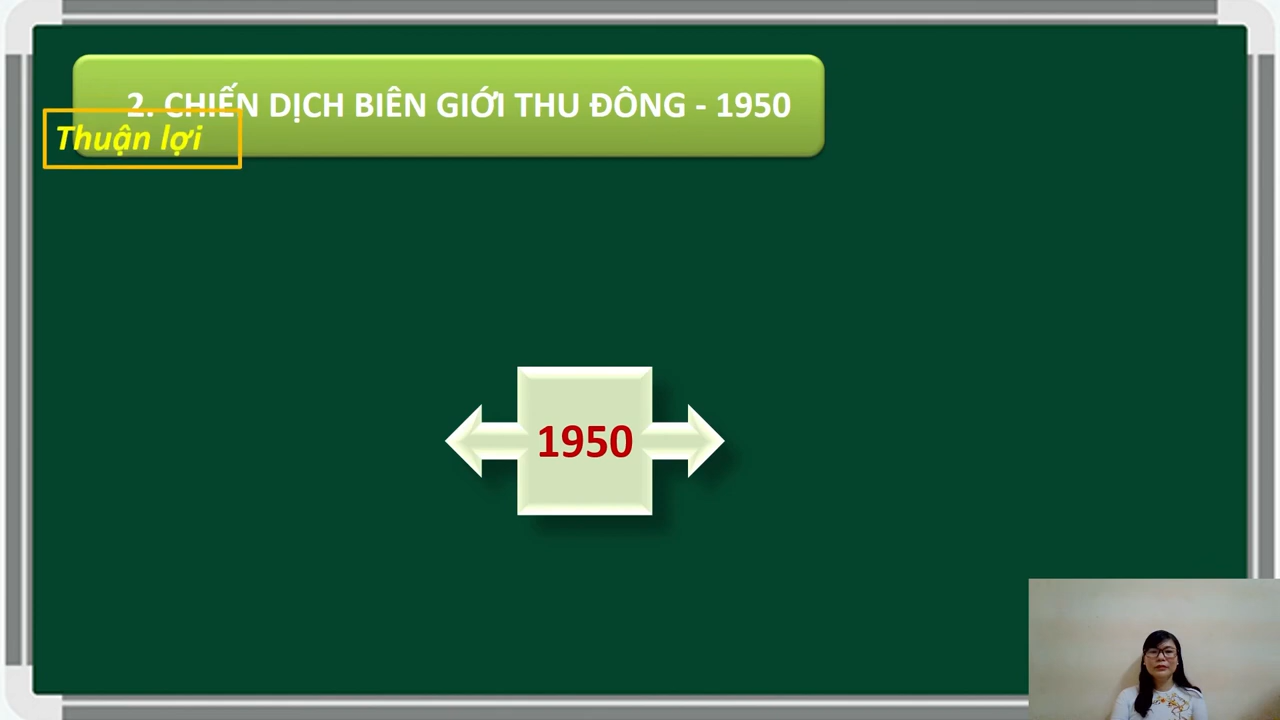 2. CHIẾN DỊCH BIÊN GIỚI THU ĐÔNG - 1950
Thuận lợi
1950